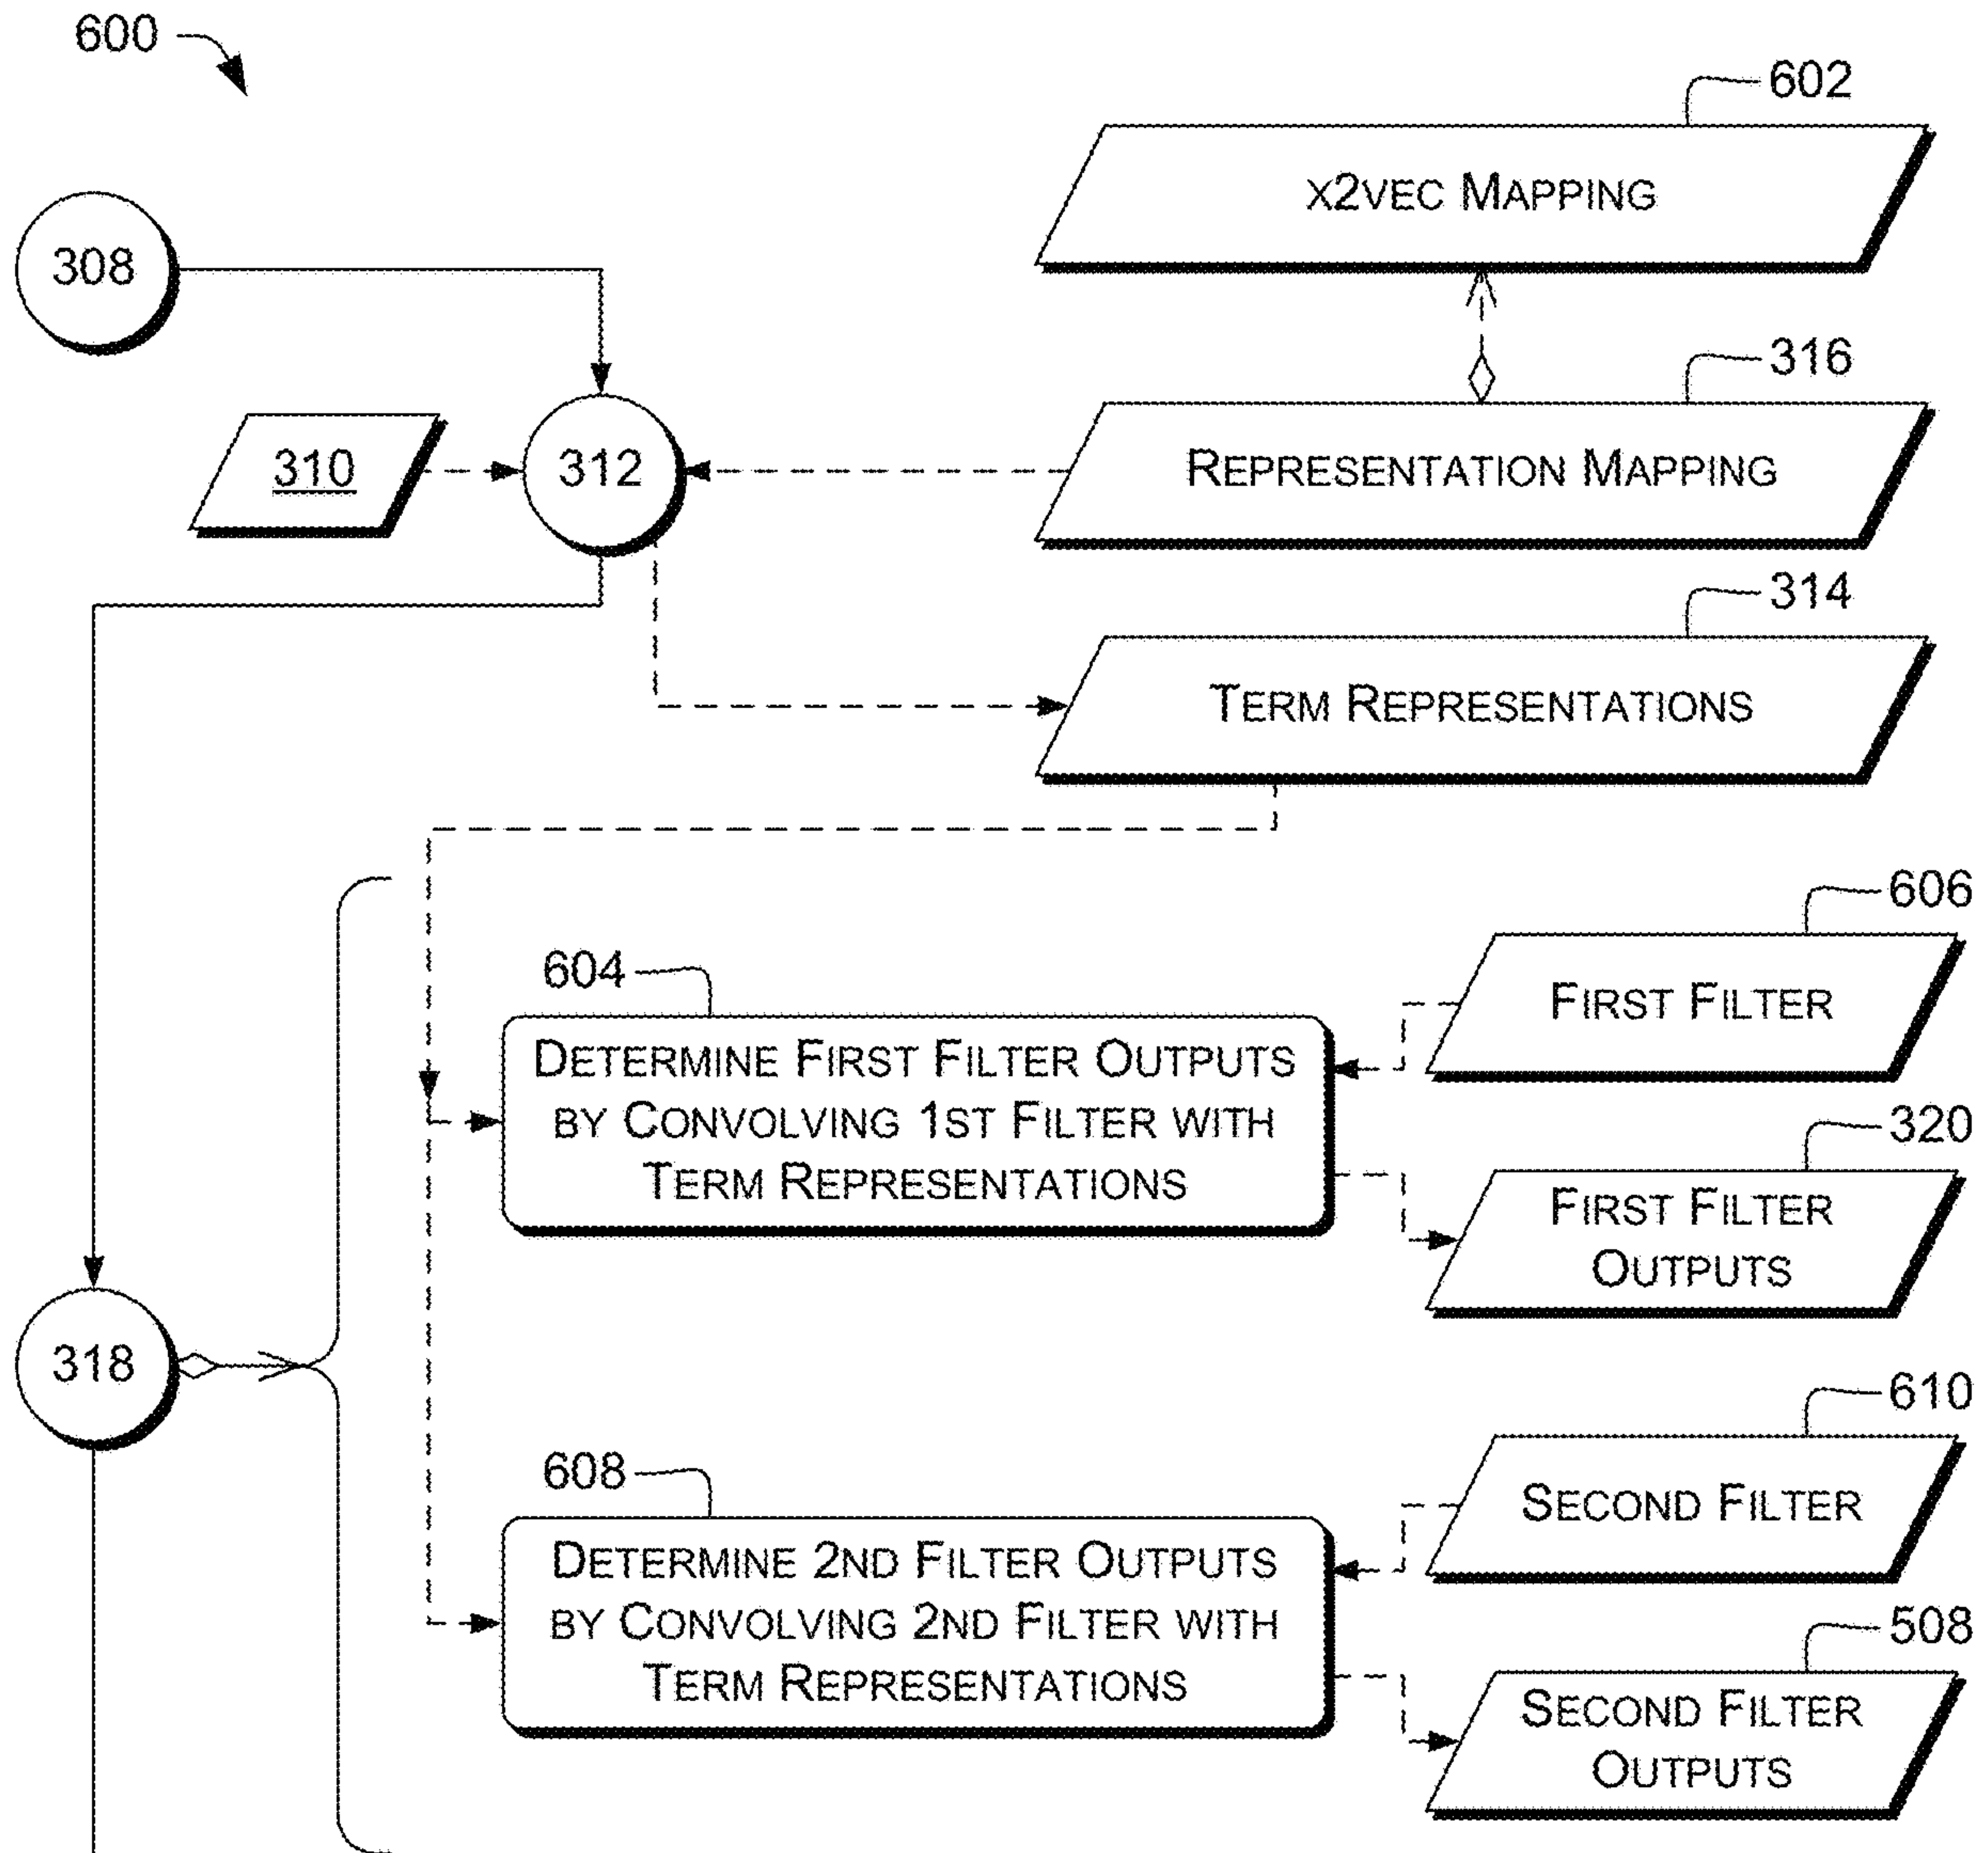 600
602
x2vec Mapping
308
316
310
312
Representation Mapping
314
Term Representations
606
First Filter
604
Determine First Filter Outputs
by Convolving 1st Filter with
Term Representations
320
First Filter
Outputs
318
610
Second Filter
608
Determine 2nd Filter Outputs
by Convolving 2nd Filter with
Term Representations
508
Second Filter
Outputs